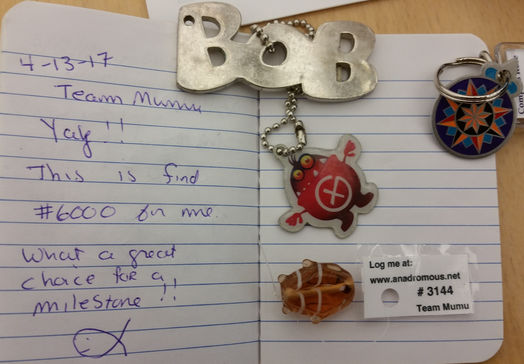 4-13-17
Team Mumu
Yay!!
This is find
#6000 for me.
What a great
choice for a
milestone!!
BOB
Log me at:
www.anadromous.net
# 3144
Team Mumu